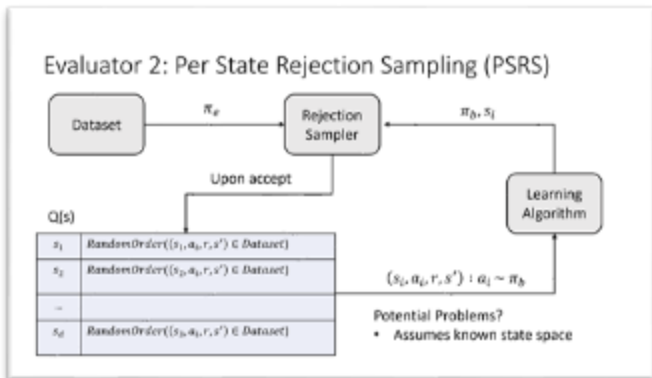 Evaluator 2: Per State Rejection Sampling (PSRS)
Dataset
π_e
Rejection
Sampler
π_b, s_i
Upon accept
Learning
Algorithm
Q[s]
s_1 RandomOrder((s_1, a_i, r, s') ∈ Dataset)
s_2 RandomOrder((s_2, a_i, r, s') ∈ Dataset)
...
s_d RandomOrder((s_3, a_i, r, s') ∈ Dataset)
(s_i, a_i, r, s') : a_i ~ π_b
Potential Problems?
• Assumes known state space